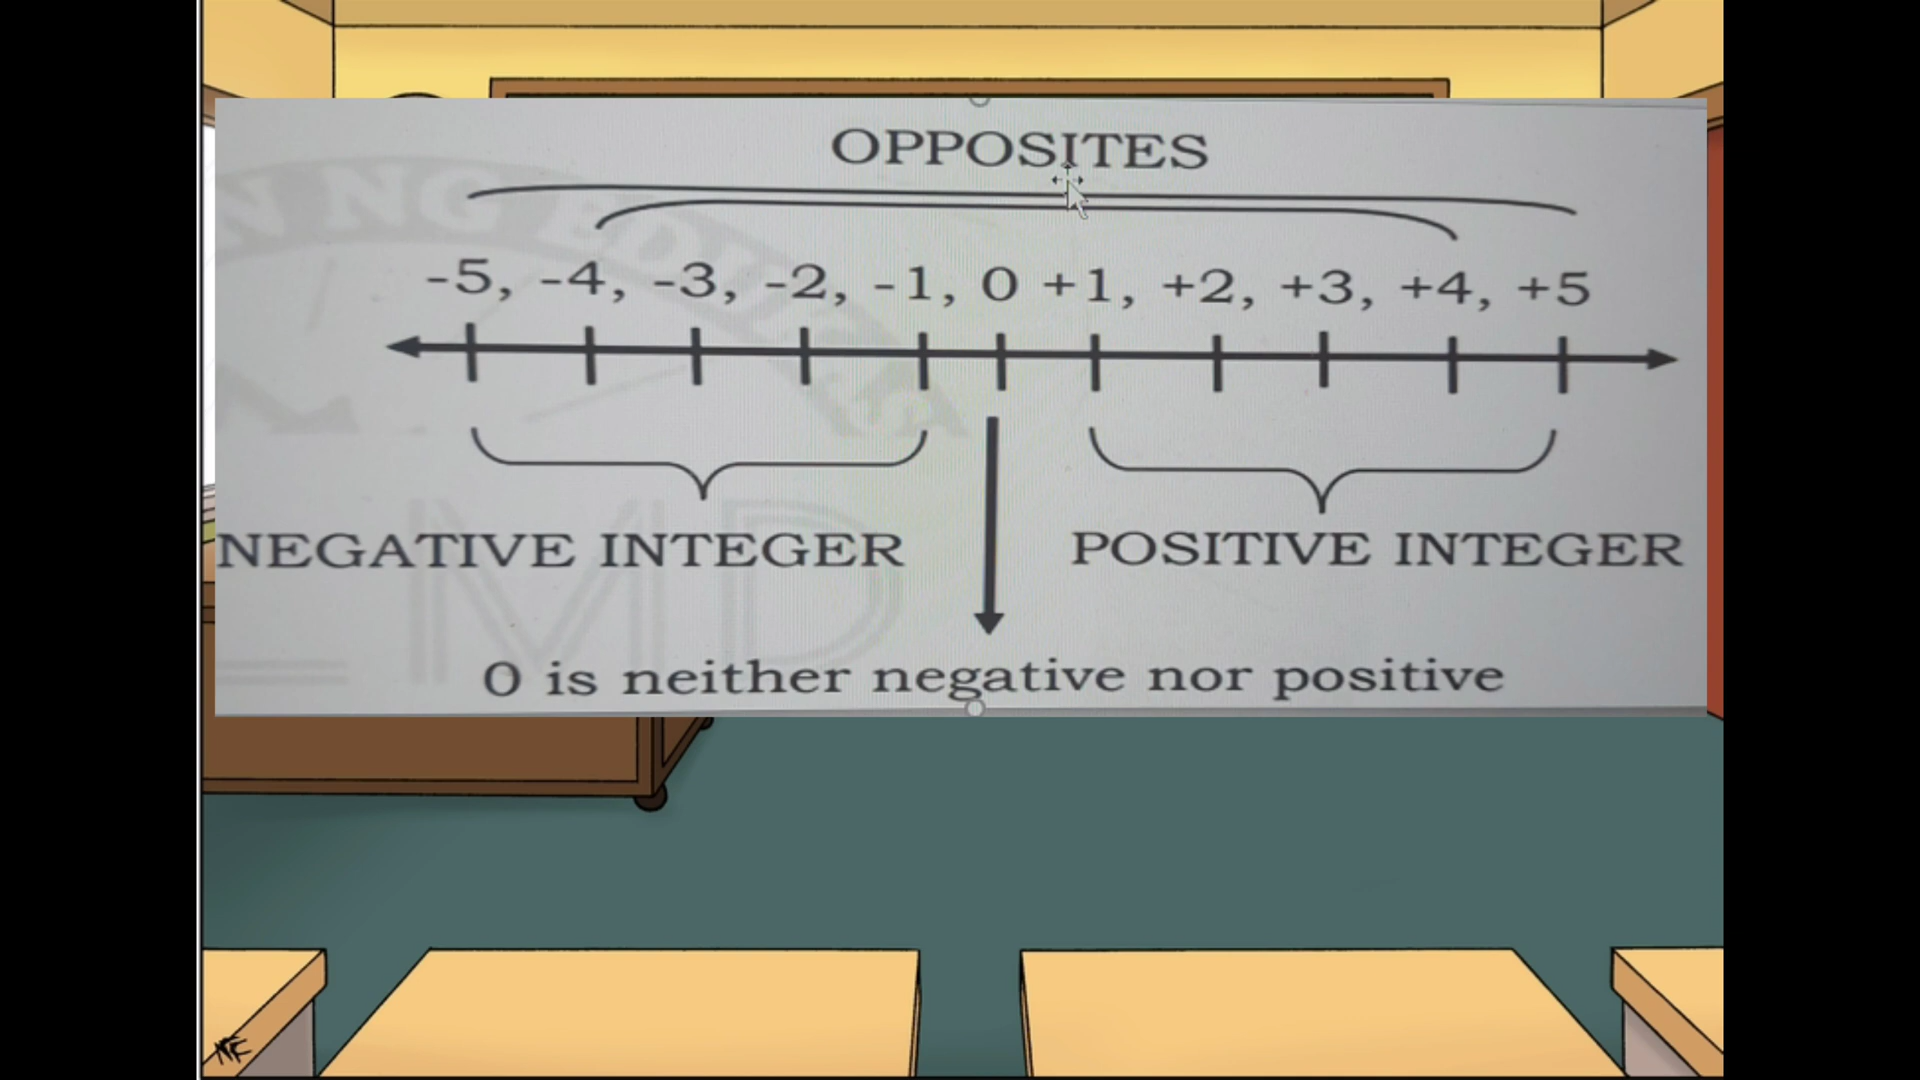 OPPOSITES
-5, -4, -3, -2, -1, 0 +1, +2, +3, +4, +5
NEGATIVE INTEGER POSITIVE INTEGER
0 is neither negative nor positive
NF